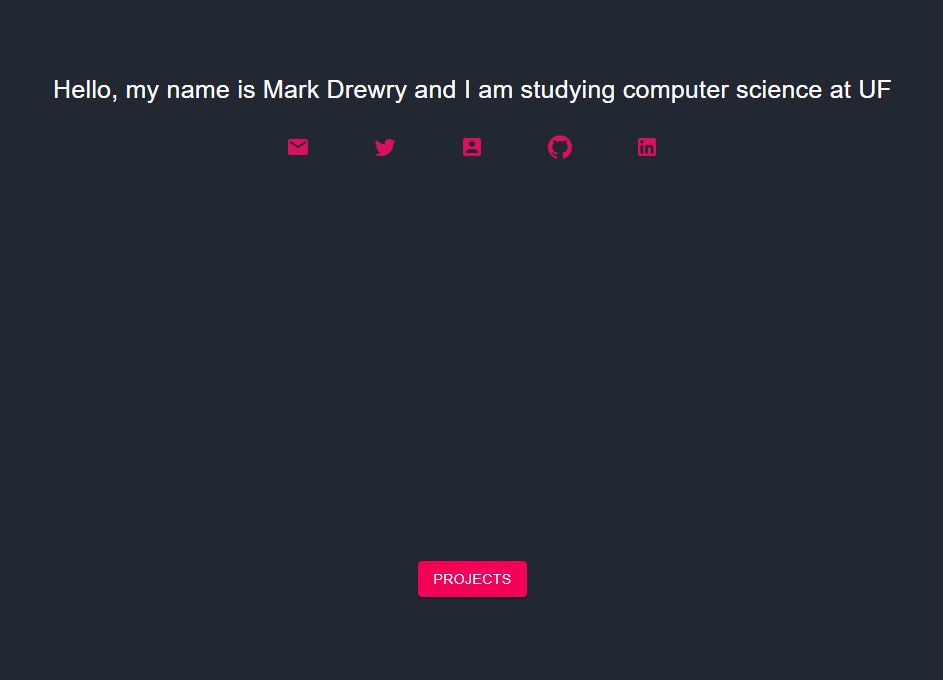 Hello, my name is Mark Drewry and I am studying computer science at UF
PROJECTS